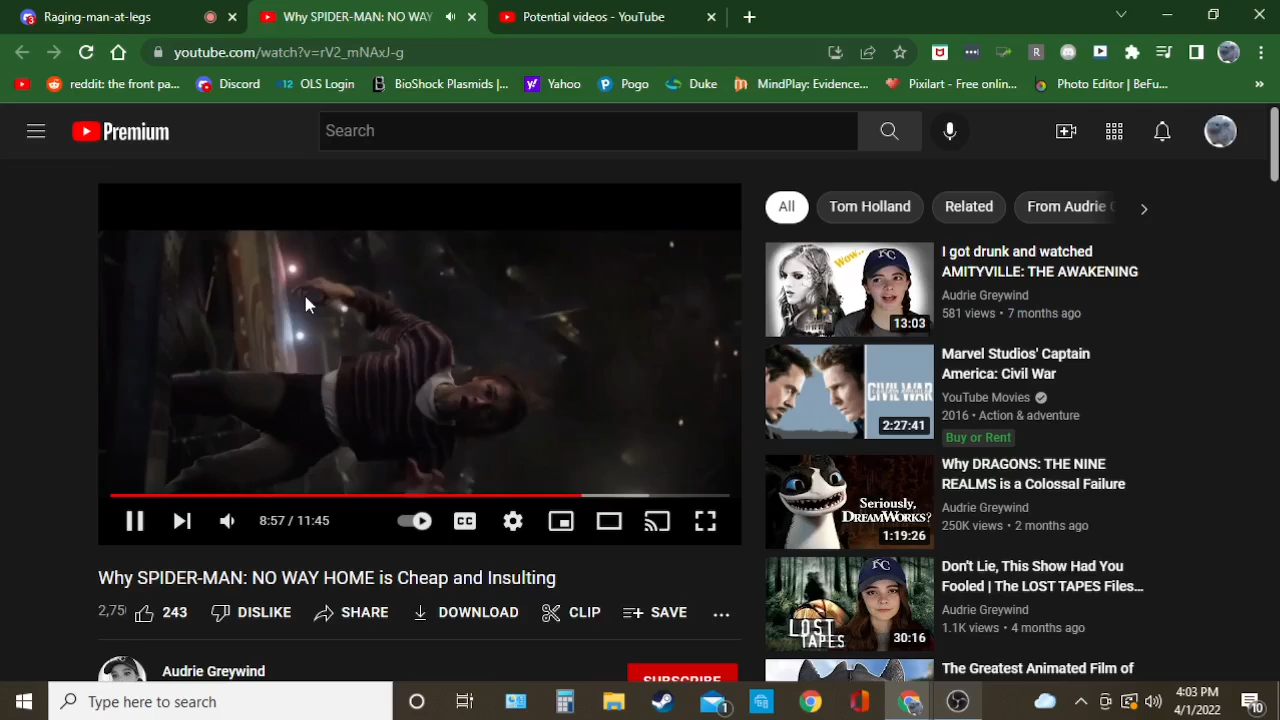 Raging-man-at-legs
Why SPIDER-MAN: NO WAY
Potential videos - YouTube
youtube.com/watch?v=rV2_mNAxJ-g
reddit: the front pa...
Discord
12 OLS Login
BioShock Plasmids |...
Yahoo
Pogo
Duke
MindPlay: Evidence...
Pixilart - Free onlin...
Photo Editor | BeFu...
Premium
Search
All
Tom Holland
Related
From Audrie G
Wow..
13:03
I got drunk and watched
AMITYVILLE: THE AWAKENING
Audrie Greywind
581 views • 7 months ago
CIVIL WAR
2:27:41
Marvel Studios' Captain
America: Civil War
YouTube Movies
2016 • Action & adventure
Buy or Rent
Seriously,
DREAMWORKS?
1:19:26
Why DRAGONS: THE NINE
REALMS is a Colossal Failure
Audrie Greywind
250K views • 2 months ago
8:57 / 11:45
CC
Why SPIDER-MAN: NO WAY HOME is Cheap and Insulting
243
DISLIKE
SHARE
DOWNLOAD
CLIP
SAVE
LOST
TAPES
30:16
Don't Lie, This Show Had You
Fooled | The LOST TAPES Files...
Audrie Greywind
1.1K views • 4 months ago
Audrie Greywind
SUBSCRIBE
The Greatest Animated Film of
Type here to search
1
4:03 PM
4/1/2022
10